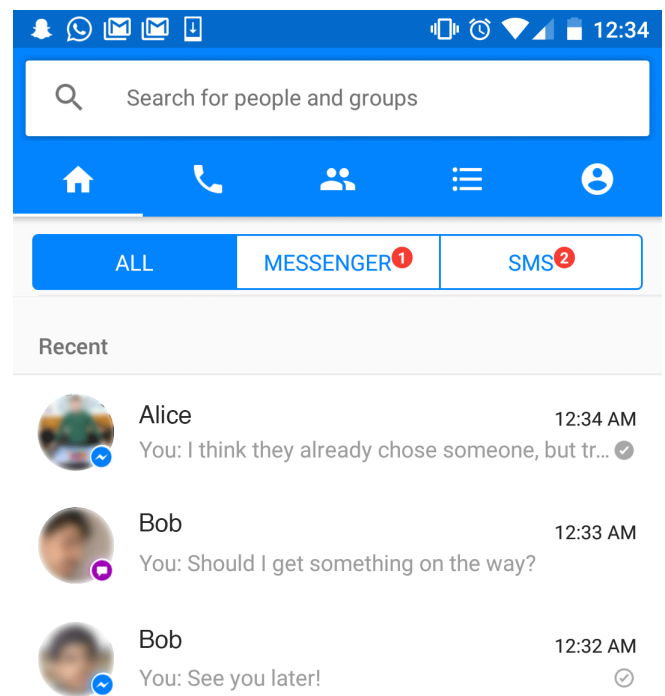 12:34
Search for people and groups
ALL
MESSENGER 1
SMS 2
Recent
Alice
12:34 AM
You: I think they already chose someone, but tr...
Bob
12:33 AM
You: Should I get something on the way?
Bob
12:32 AM
You: See you later!